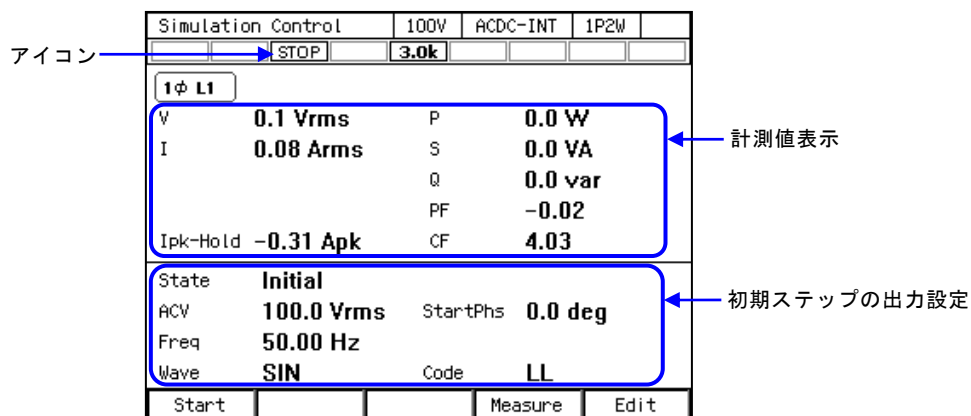 Simulation Control 100V ACDC-INT 1P2W
アイコン STOP 3.0k
1φ L1
V 0.1 Vrms P 0.0 W
計測値表示
I 0.08 Arms S 0.0 VA
Q 0.0 var
PF -0.02
Ipk-Hold -0.31 Apk CF 4.03
State Initial
初期ステップの出力設定
ACV 100.0 Vrms StartPhs 0.0 deg
Freq 50.00 Hz
Wave SIN Code LL
Start Measure Edit